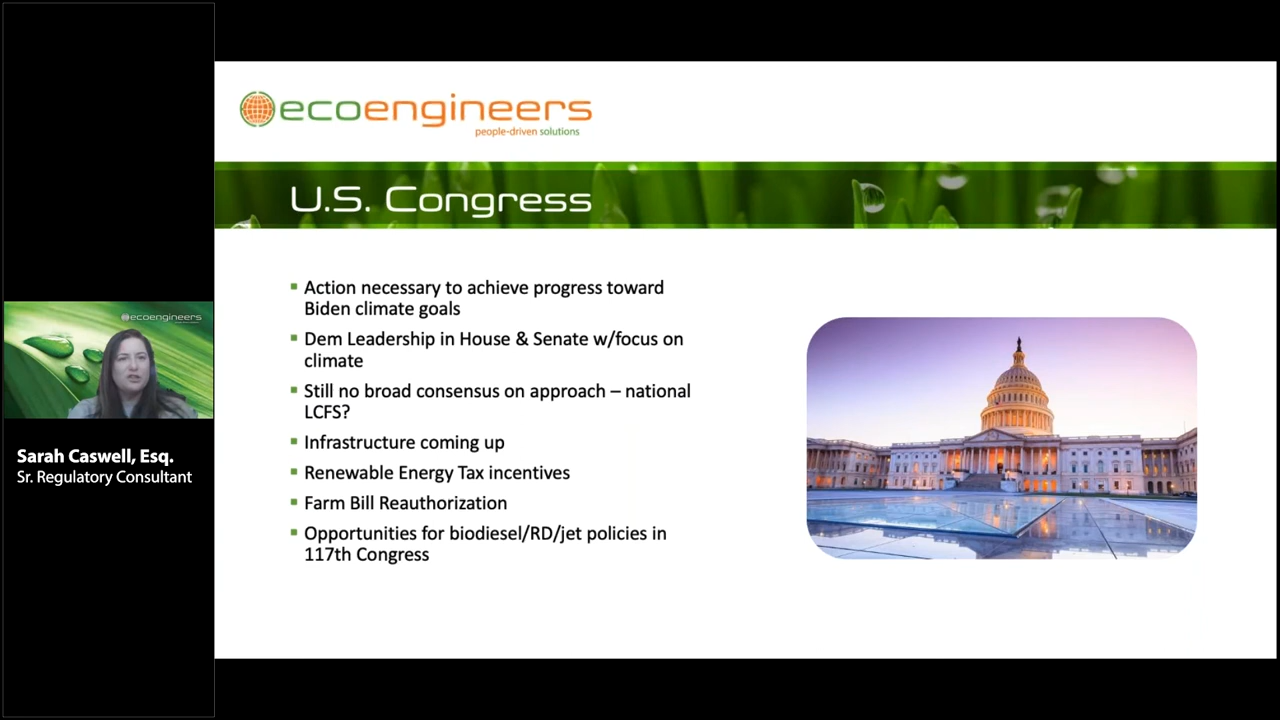 ecoengineers
people-driven solutions
U.S. Congress
Action necessary to achieve progress toward
Biden climate goals
Dem Leadership in House & Senate w/focus on
climate
Still no broad consensus on approach – national
LCFS?
Infrastructure coming up
Renewable Energy Tax incentives
Farm Bill Reauthorization
Opportunities for biodiesel/RD/jet policies in
117th Congress
ecoengineers
Sarah Caswell, Esq.
Sr. Regulatory Consultant